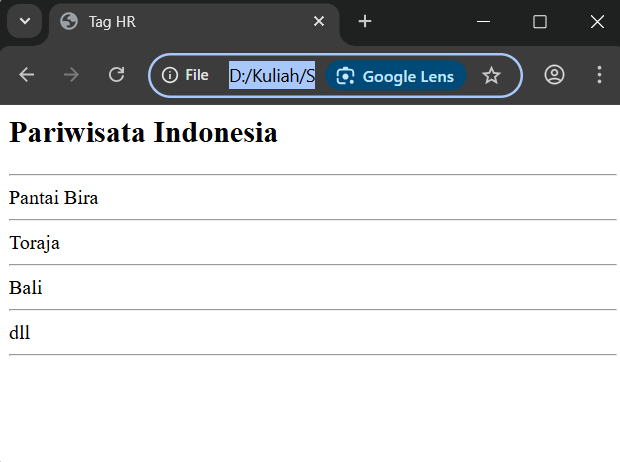 Tag HR
File D:/Kuliah/S Google Lens
Pariwisata Indonesia
Pantai Bira
Toraja
Bali
dll